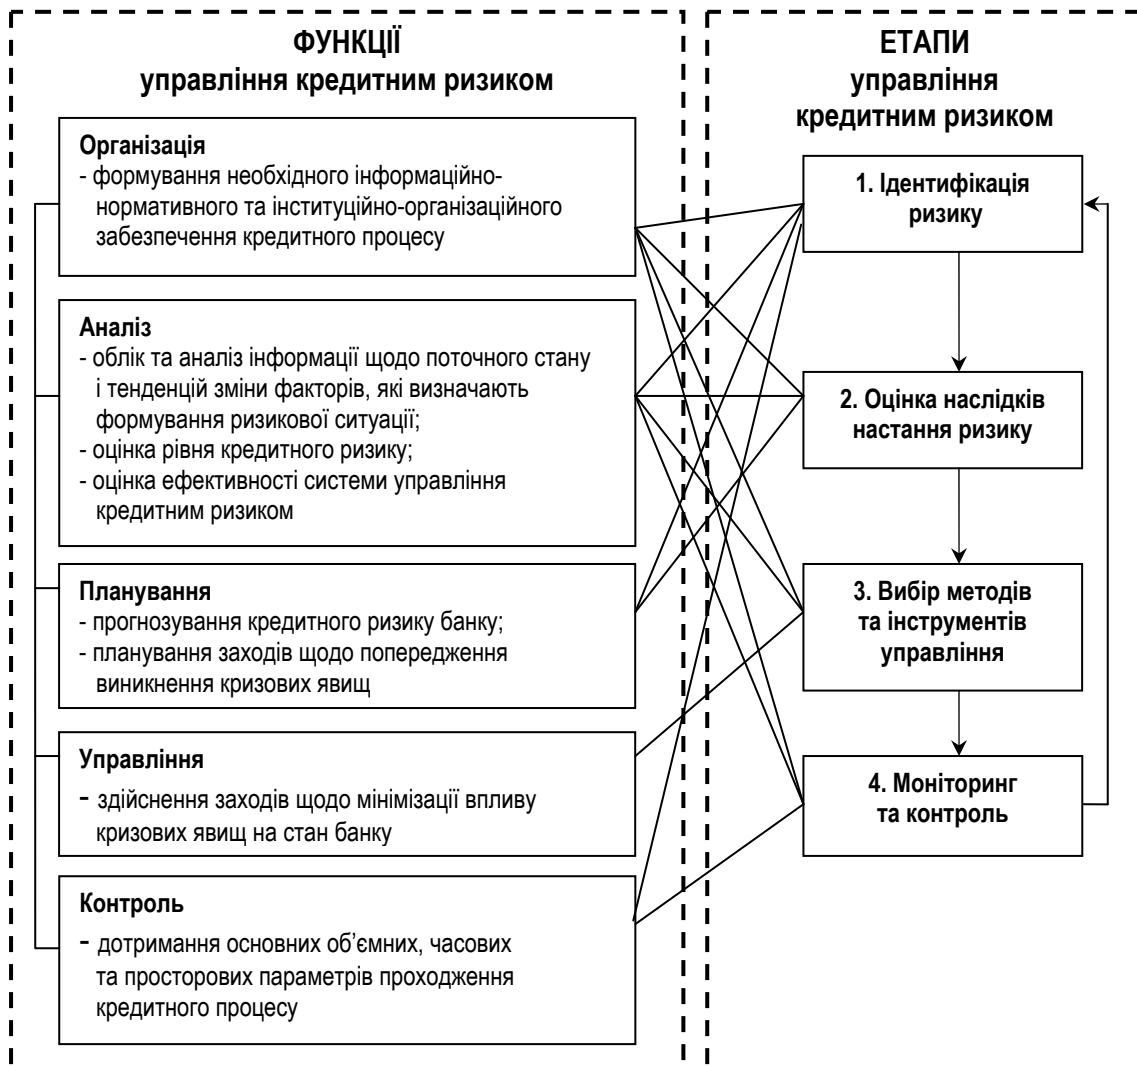 ФУНКЦІЇ
управління кредитним ризиком
Організація
- формування необхідного інформаційно-
нормативного та інституційно-організаційного
забезпечення кредитного процесу
Аналіз
- облік та аналіз інформації щодо поточного стану
і тенденцій зміни факторів, які визначають
формування ризикової ситуації;
- оцінка рівня кредитного ризику;
- оцінка ефективності системи управління
кредитним ризиком
Планування
- прогнозування кредитного ризику банку;
- планування заходів щодо попередження
виникнення кризових явищ
Управління
- здійснення заходів щодо мінімізації впливу
кризових явищ на стан банку
Контроль
- дотримання основних об’ємних, часових
та просторових параметрів проходження
кредитного процесу
ЕТАПИ
управління
кредитним ризиком
1. Ідентифікація
ризику
2. Оцінка наслідків
настання ризику
3. Вибір методів
та інструментів
управління
4. Моніторинг
та контроль